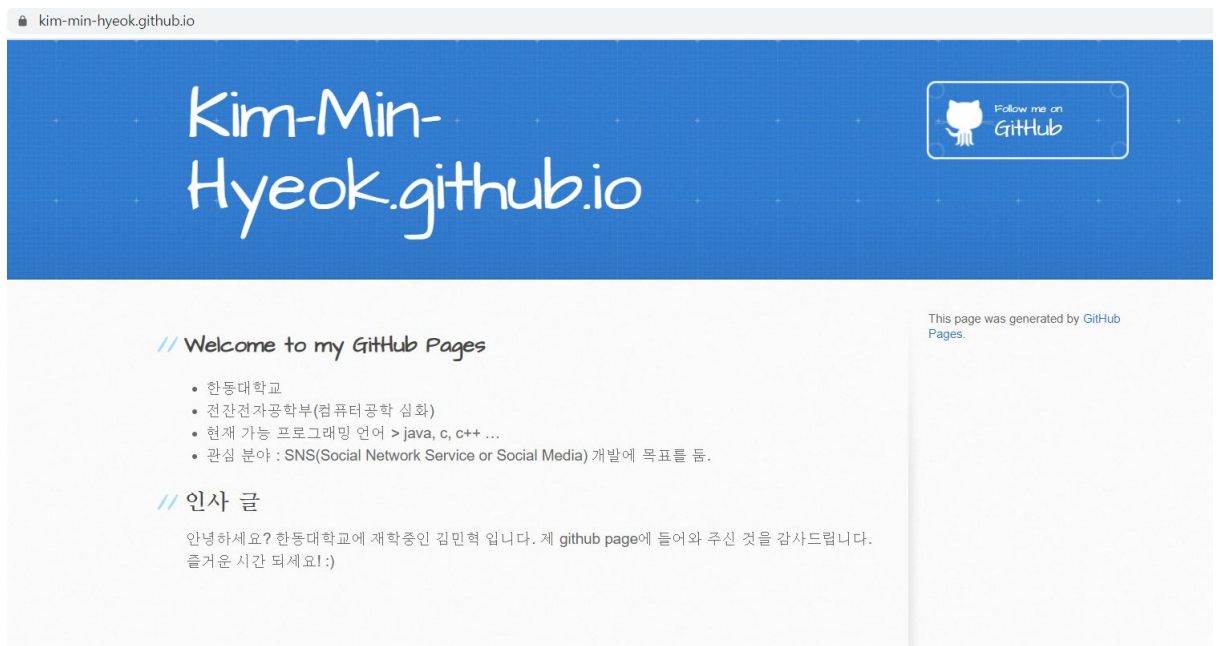 kim-min-hyeok.github.io
Kim-Min-
Hyeok.github.io
Follow me on
GitHub
This page was generated by GitHub
Pages.
// Welcome to my GitHub Pages
• 한동대학교
• 전잔전자공학부(컴퓨터공학 심화)
• 현재 가능 프로그래밍 언어 > java, c, c++ …
• 관심 분야 : SNS(Social Network Service or Social Media) 개발에 목표를 둠.
// 인사 글
안녕하세요? 한동대학교에 재학중인 김민혁 입니다. 제 github page에 들어와 주신 것을 감사드립니다.
즐거운 시간 되세요! :)